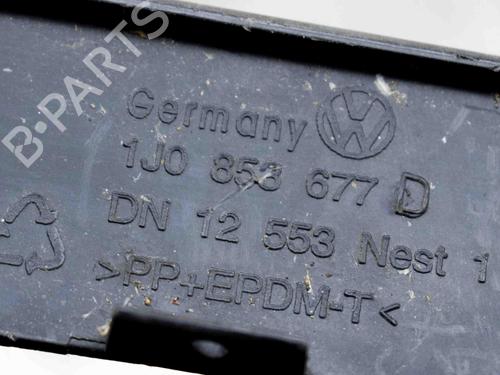 B-PARTS
Germany
1J0 853 677 D
DN 12 553 Nest 1
>PP+EPDM-T<